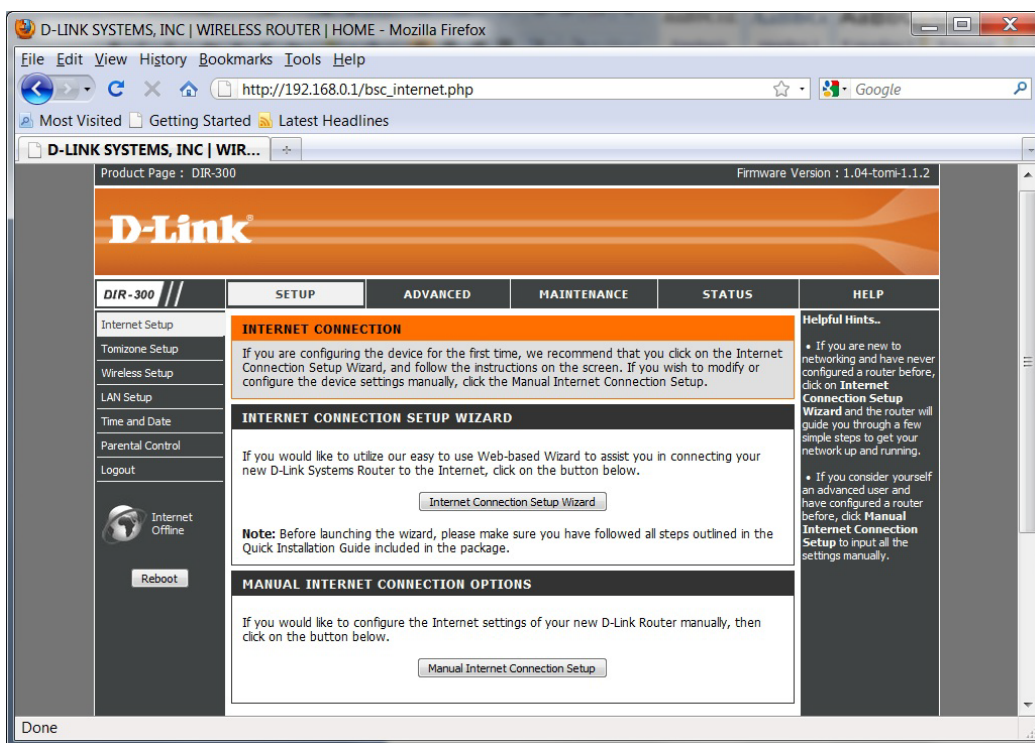 D-LINK SYSTEMS, INC | WIRELESS ROUTER | HOME - Mozilla Firefox
File Edit View History Bookmarks Tools Help
http://192.168.0.1/bsc_internet.php
Google
Most Visited Getting Started Latest Headlines
D-LINK SYSTEMS, INC | WIR...
Product Page : DIR-300
Firmware Version : 1.04-tomi-1.1.2
D-Link
DIR-300
SETUP
ADVANCED
MAINTENANCE
STATUS
HELP
Internet Setup
Tomizone Setup
Wireless Setup
LAN Setup
Time and Date
Parental Control
Logout
Internet
Offline
Reboot
INTERNET CONNECTION
If you are configuring the device for the first time, we recommend that you click on the Internet
Connection Setup Wizard, and follow the instructions on the screen. If you wish to modify or
configure the device settings manually, click the Manual Internet Connection Setup.
INTERNET CONNECTION SETUP WIZARD
If you would like to utilize our easy to use Web-based Wizard to assist you in connecting your
new D-Link Systems Router to the Internet, click on the button below.
Internet Connection Setup Wizard
Note: Before launching the wizard, please make sure you have followed all steps outlined in the
Quick Installation Guide included in the package.
MANUAL INTERNET CONNECTION OPTIONS
If you would like to configure the Internet settings of your new D-Link Router manually, then
click on the button below.
Manual Internet Connection Setup
Helpful Hints..
• If you are new to
networking and have never
configured a router before,
click on Internet
Connection Setup
Wizard and the router will
guide you through a few
simple steps to get your
network up and running.
• If you consider yourself
an advanced user and
have configured a router
before, click Manual
Internet Connection
Setup to input all the
settings manually.
Done